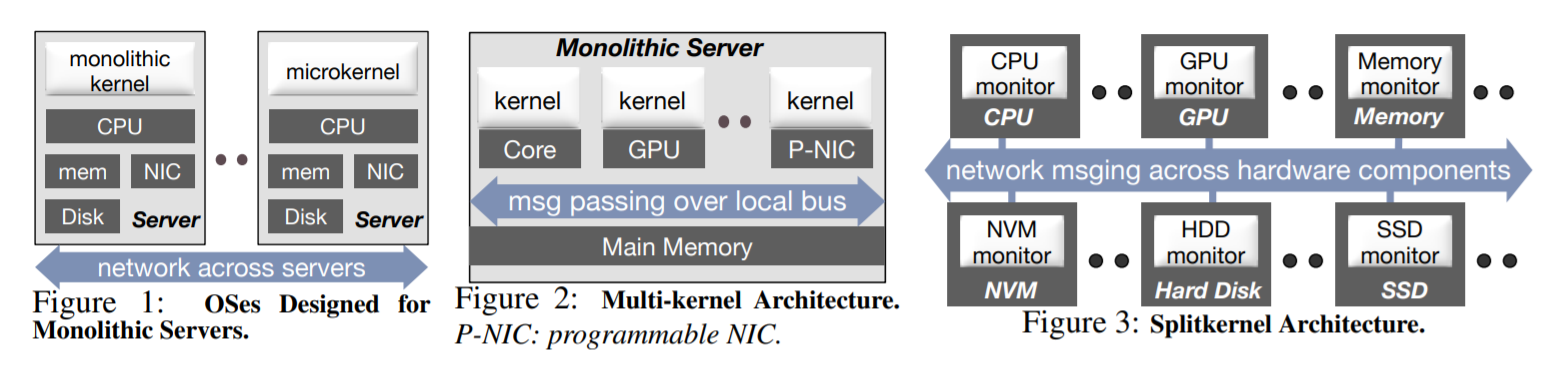 monolithic
kernel
CPU
mem NIC
Disk Server
microkernel
CPU
mem NIC
Disk Server
network across servers
Figure 1: OSes Designed for
Monolithic Servers.
Monolithic Server
kernel kernel kernel
Core GPU P-NIC
msg passing over local bus
Main Memory
Figure 2: Multi-kernel Architecture.
P-NIC: programmable NIC.
CPU
monitor
CPU
GPU
monitor
GPU
Memory
monitor
Memory
network msging across hardware components
NVM
monitor
NVM
HDD
monitor
Hard Disk
SSD
monitor
SSD
Figure 3: Splitkernel Architecture.